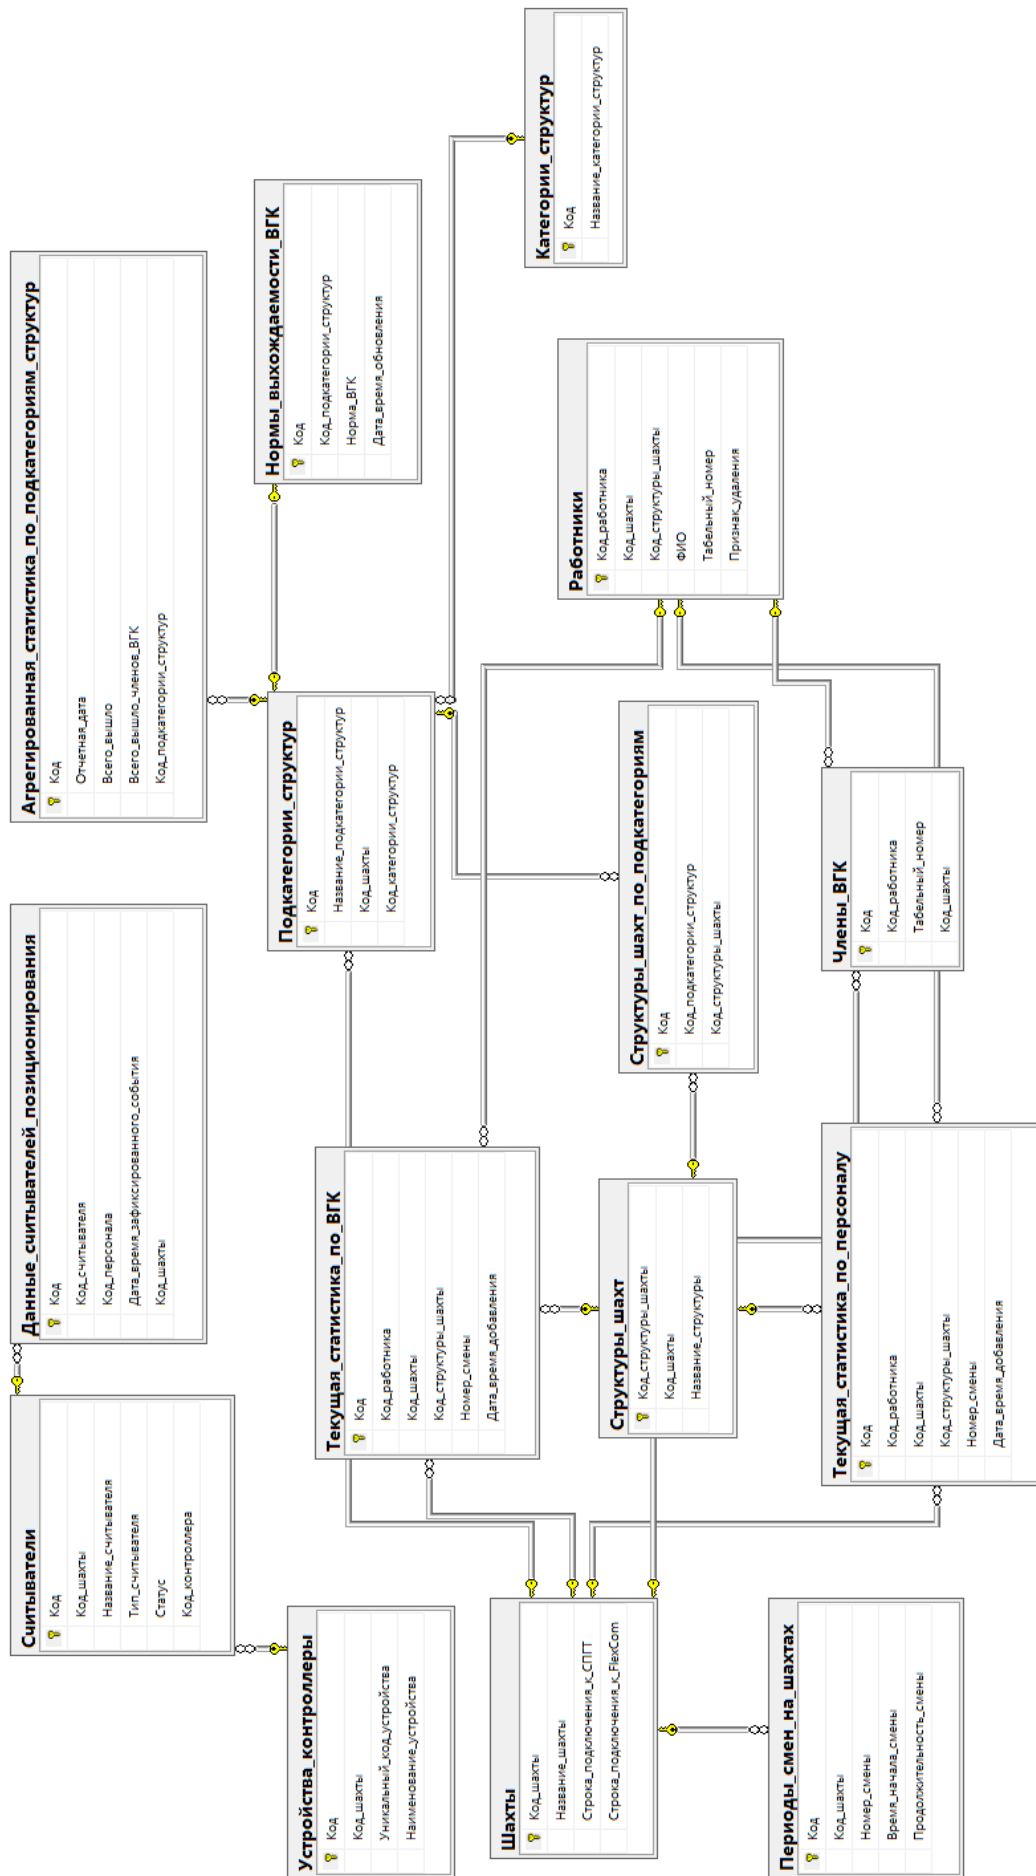 Считыватели
Код
Код_шахты
Название_считывателя
Тип_считывателя
Статус
Код_контроллера
Данные_считывателей_позиционирования
Код
Код_считывателя
Код_персонала
Дата_время_зафиксированного_события
Код_шахты
Агрегированная_статистика_по_подкатегориям_структур
Код
Отчетная_дата
Всего_вышло
Всего_вышло_членов_ВГК
Код_подкатегории_структур
Устройства_контроллеры
Код
Код_шахты
Уникальный_код_устройства
Наименование_устройства
Текущая_статистика_по_ВГК
Код
Код_работника
Код_шахты
Код_структуры_шахты
Номер_смены
Дата_время_добавления
Подкатегории_структур
Код
Название_подкатегории_структур
Код_шахты
Код_категории_структур
Нормы_выхождаемости_ВГК
Код
Код_подкатегории_структур
Норма_ВГК
Дата_время_обновления
Шахты
Код_шахты
Название_шахты
Строка_подключения_к_СПГТ
Строка_подключения_к_FlexCom
Структуры_шахт
Код_структуры_шахты
Код_шахты
Название_структуры
Структуры_шахт_по_подкатегориям
Код
Код_подкатегории_структур
Код_структуры_шахты
Работники
Код_работника
Код_шахты
Код_структуры_шахты
ФИО
Табельный_номер
Признак_удаления
Категории_структур
Код
Название_категории_структур
Периоды_смен_на_шахтах
Код
Код_шахты
Номер_смены
Время_начала_смены
Продолжительность_смены
Текущая_статистика_по_персоналу
Код
Код_работника
Код_шахты
Код_структуры_шахты
Номер_смены
Дата_время_добавления
Члены_ВГК
Код
Код_работника
Табельный_номер
Код_шахты